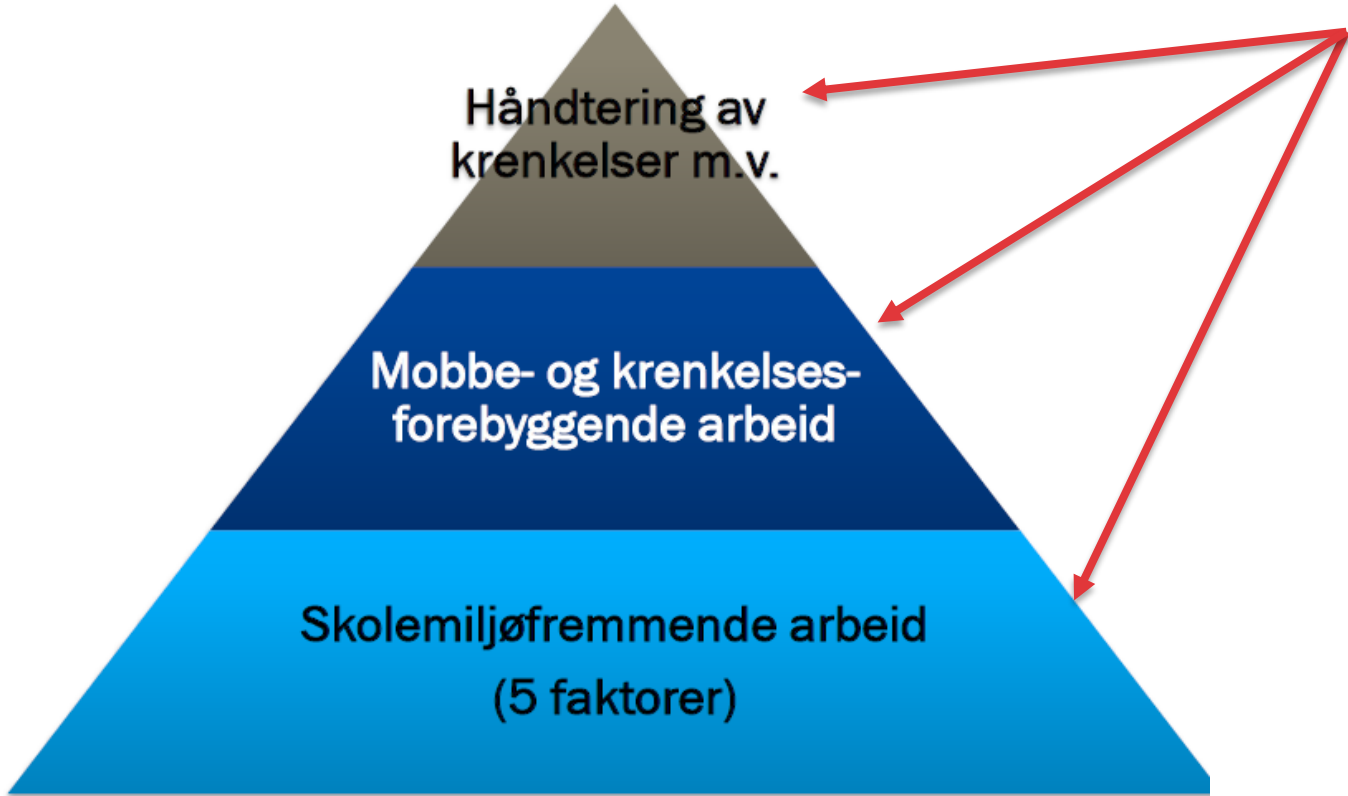 Håndtering av
krenkelser m.v.
Mobbe- og krenkelses-
forebyggende arbeid
Skolemiljøfremmende arbeid
(5 faktorer)